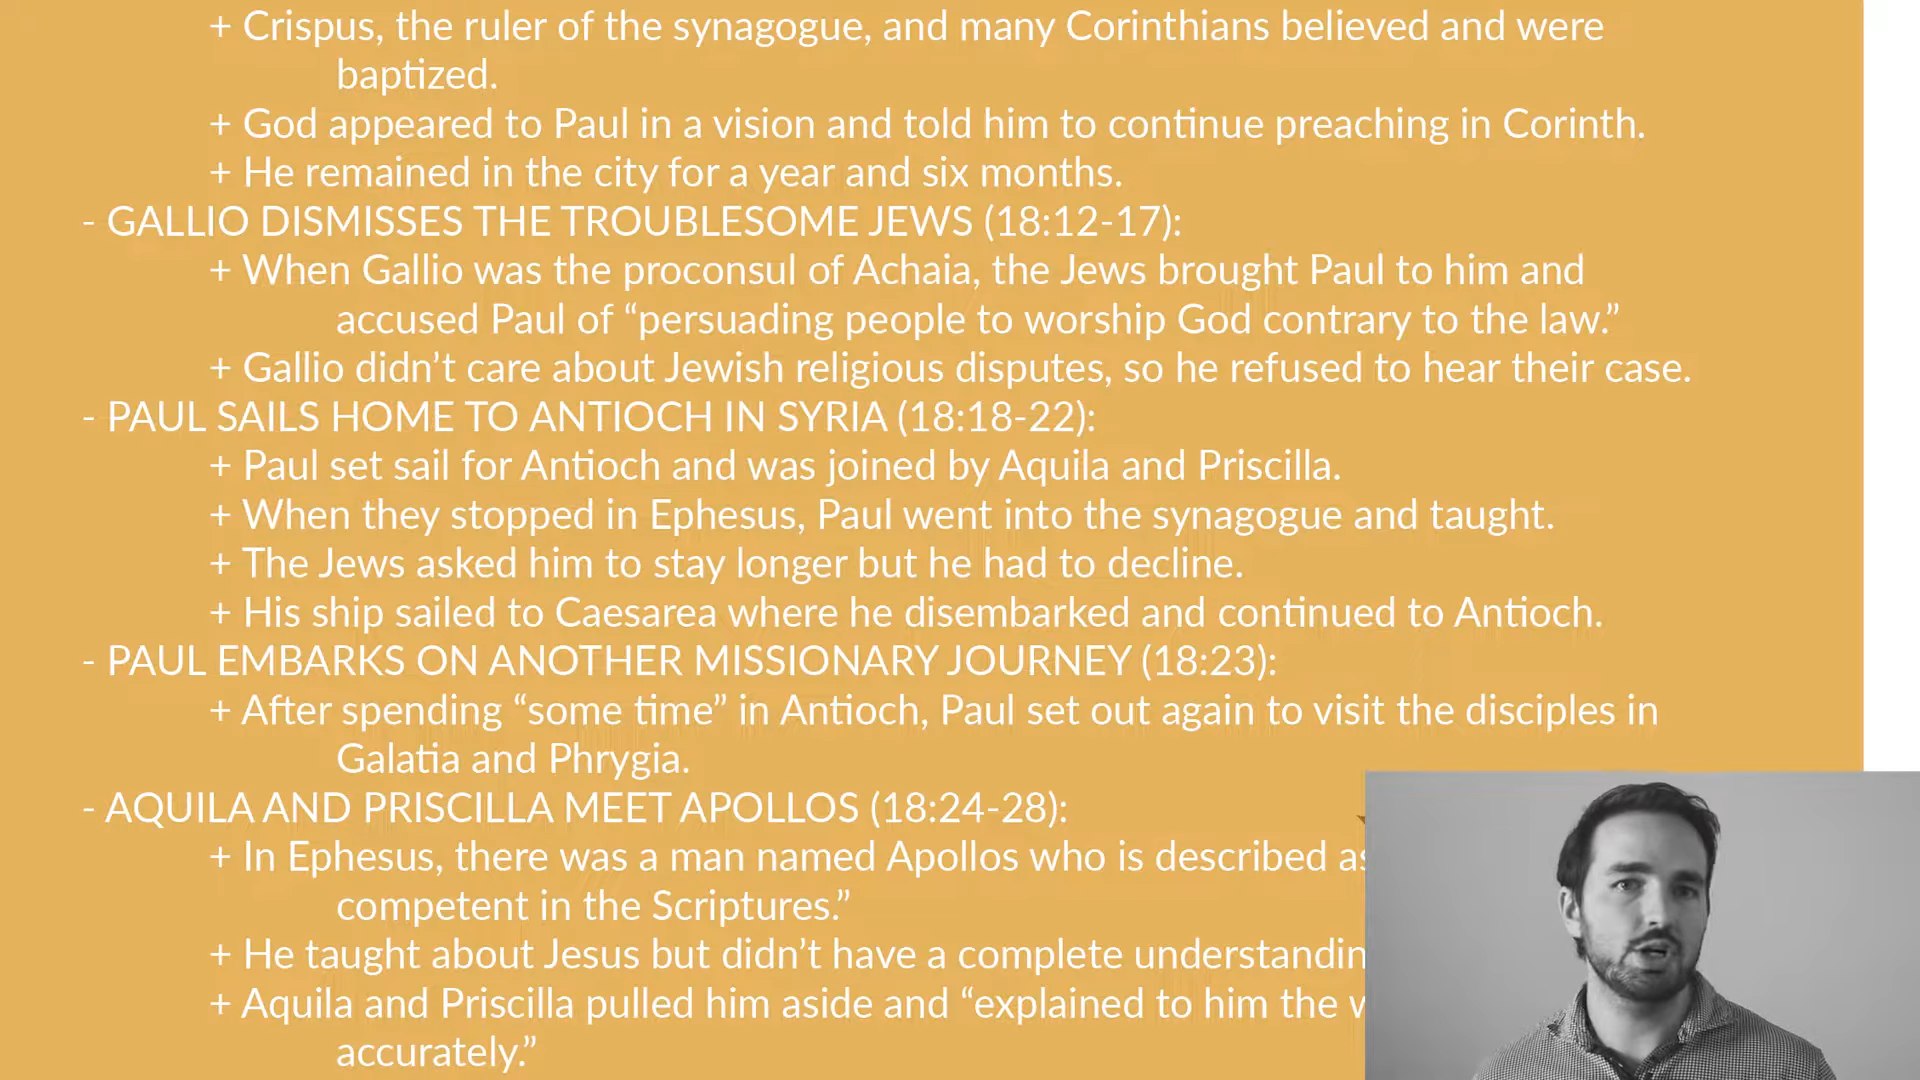 + Crispus, the ruler of the synagogue, and many Corinthians believed and were
baptized.
+ God appeared to Paul in a vision and told him to continue preaching in Corinth.
+ He remained in the city for a year and six months.
- GALLIO DISMISSES THE TROUBLESOME JEWS (18:12-17):
+ When Gallio was the proconsul of Achaia, the Jews brought Paul to him and
accused Paul of “persuading people to worship God contrary to the law.”
+ Gallio didn’t care about Jewish religious disputes, so he refused to hear their case.
- PAUL SAILS HOME TO ANTIOCH IN SYRIA (18:18-22):
+ Paul set sail for Antioch and was joined by Aquila and Priscilla.
+ When they stopped in Ephesus, Paul went into the synagogue and taught.
+ The Jews asked him to stay longer but he had to decline.
+ His ship sailed to Caesarea where he disembarked and continued to Antioch.
- PAUL EMBARKS ON ANOTHER MISSIONARY JOURNEY (18:23):
+ After spending “some time” in Antioch, Paul set out again to visit the disciples in
Galatia and Phrygia.
- AQUILA AND PRISCILLA MEET APOLLOS (18:24-28):
+ In Ephesus, there was a man named Apollos who is described as
competent in the Scriptures.”
+ He taught about Jesus but didn’t have a complete
+ Aquila and Priscilla pulled him aside and “explained to him the
accurately.”